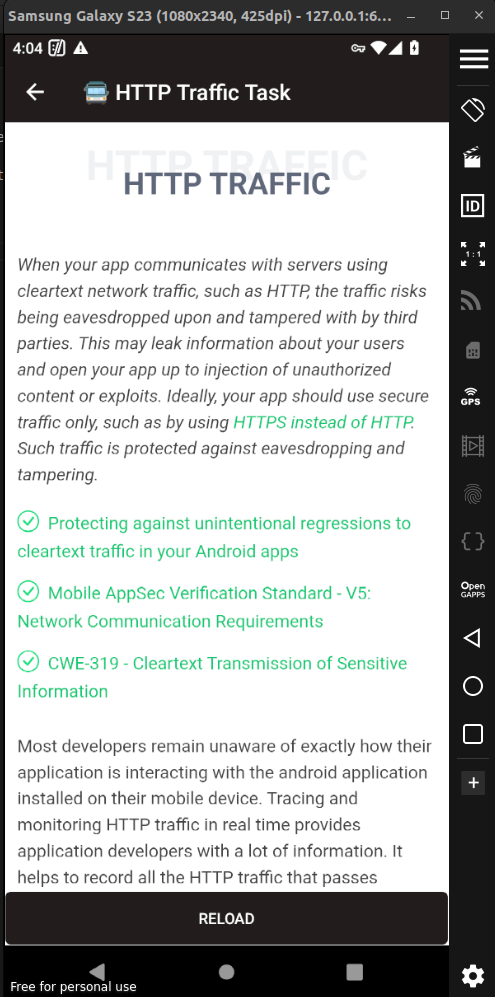 Samsung Galaxy S23 (1080x2340, 425dpi) - 127.0.0.1:6...
4:04
HTTP Traffic Task
HTTP TRAFFIC
HTTP TRAFFIC
When your app communicates with servers using
cleartext network traffic, such as HTTP, the traffic risks
being eavesdropped upon and tampered with by third
parties. This may leak information about your users
and open your app up to injection of unauthorized
content or exploits. Ideally, your app should use secure
traffic only, such as by using HTTPS instead of HTTP.
Such traffic is protected against eavesdropping and
tampering.
Protecting against unintentional regressions to
cleartext traffic in your Android apps
Mobile AppSec Verification Standard - V5:
Network Communication Requirements
CWE-319 - Cleartext Transmission of Sensitive
Information
Most developers remain unaware of exactly how their
application is interacting with the android application
installed on their mobile device. Tracing and
monitoring HTTP traffic in real time provides
application developers with a lot of information. It
helps to record all the HTTP traffic that passes
RELOAD
Free for personal use
ID
1:1
GPS
Open
GAPPS